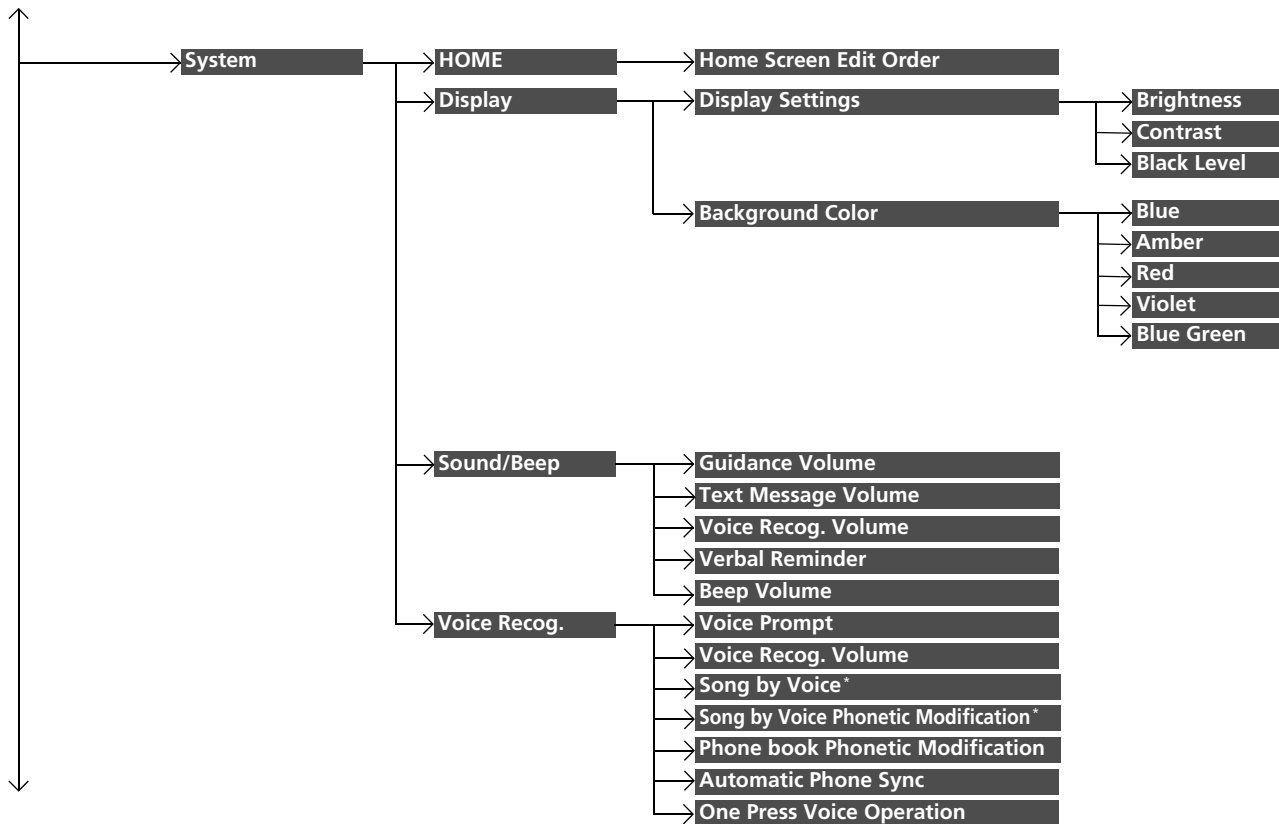 System
HOME
Home Screen Edit Order
Display
Display Settings
Brightness
Contrast
Black Level
Background Color
Blue
Amber
Red
Violet
Blue Green
Sound/Beep
Guidance Volume
Text Message Volume
Voice Recog. Volume
Verbal Reminder
Beep Volume
Voice Recog.
Voice Prompt
Voice Recog. Volume
Song by Voice*
Song by Voice Phonetic Modification*
Phone book Phonetic Modification
Automatic Phone Sync
One Press Voice Operation